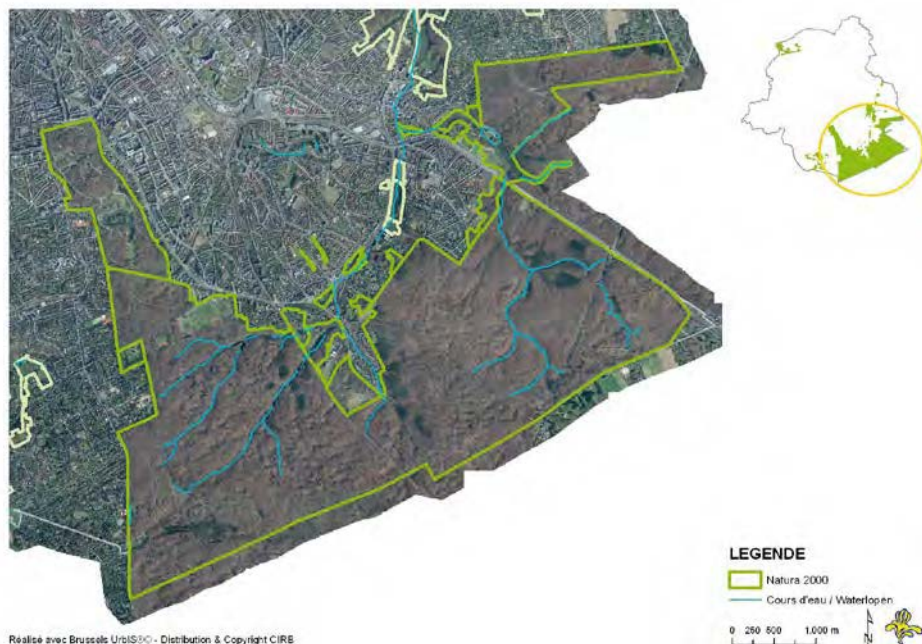 LEGENDE
Natura 2000
Cours d'eau / Waterlopen
0 250 500 1.000 m
Réalisé avec Brussels UrbIS®© - Distribution & Copyright CIRB